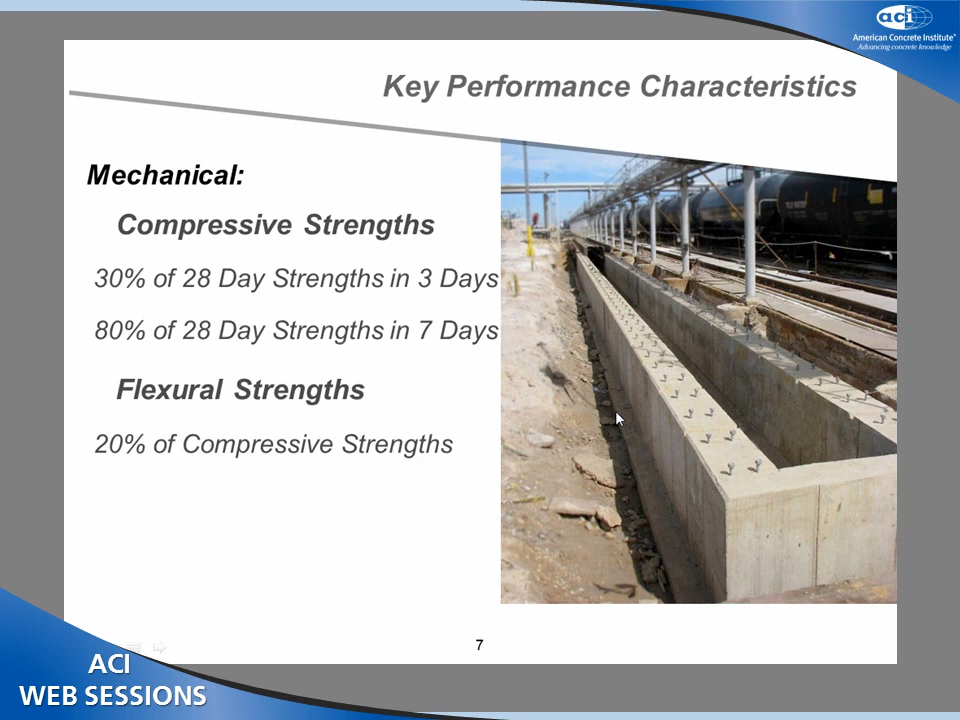 aci
American Concrete Institute®
Advancing concrete knowledge
Key Performance Characteristics
Mechanical:
Compressive Strengths
30% of 28 Day Strengths in 3 Days
80% of 28 Day Strengths in 7 Days
Flexural Strengths
20% of Compressive Strengths
7
ACI
WEB SESSIONS